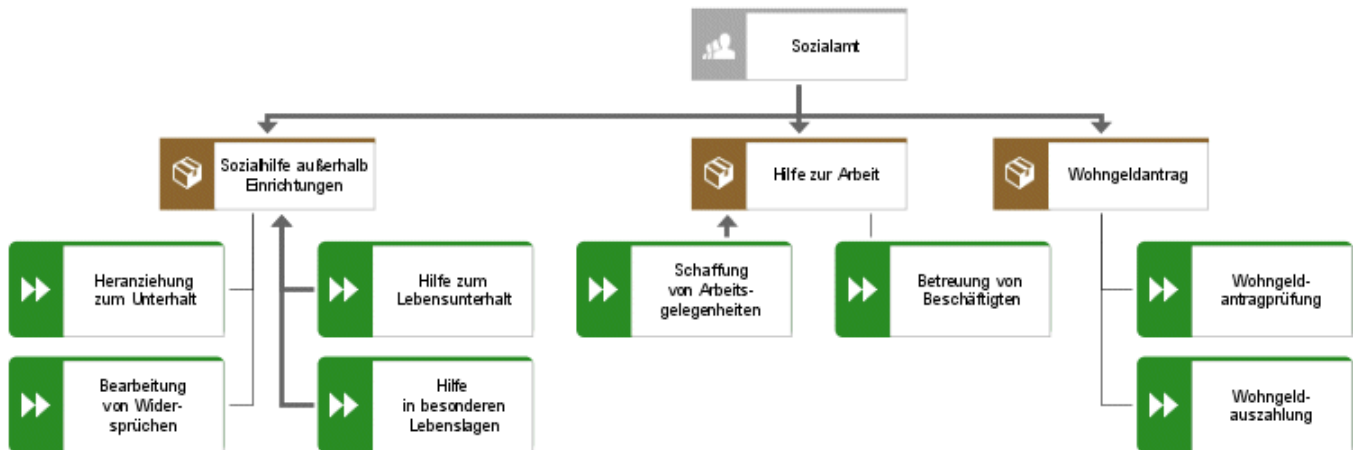 Sozialamt
Sozialhilfe außerhalb
Einrichtungen
Hilfe zur Arbeit
Wohngeldantrag
Heranziehung
zum Unterhalt
Hilfe zum
Lebensunterhalt
Schaffung
von Arbeits-
gelegenheiten
Betreuung von
Beschäftigten
Wohngeld-
antragprüfung
Bearbeitung
von Wider-
sprüchen
Hilfe
in besonderen
Lebenslagen
Wohngeld-
auszahlung